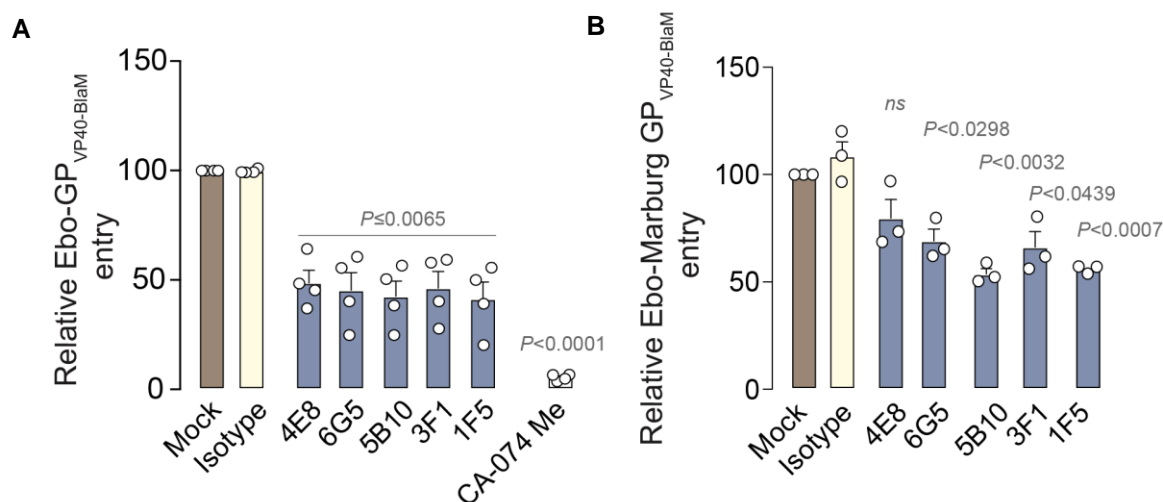 A
Relative Ebo-GP VP40-BlaM
entry
150
100
50
0
P≤0.0065
P<0.0001
Mock
Isotype
4E8
6G5
5B10
3F1
1F5
CA-074 Me
B
Relative Ebo-Marburg GP VP40-BlaM
entry
150
100
50
0
ns
P<0.0298
P<0.0032
P<0.0439
P<0.0007
Mock
Isotype
4E8
6G5
5B10
3F1
1F5